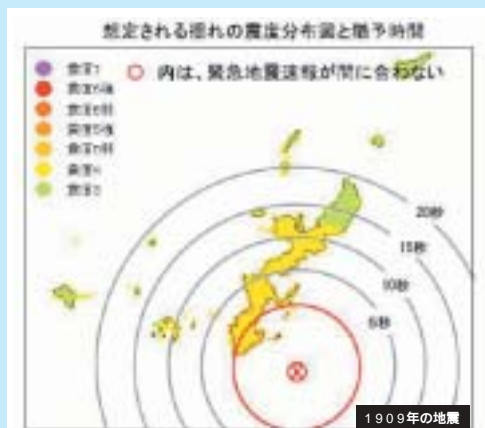 想定される揺れの震度分布図と猶予時間
震度7
震度6強
震度6弱
震度5強
震度5弱
震度4
震度3
内は、緊急地震速報が間に合わない
20秒
15秒
10秒
5秒
1909年の地震